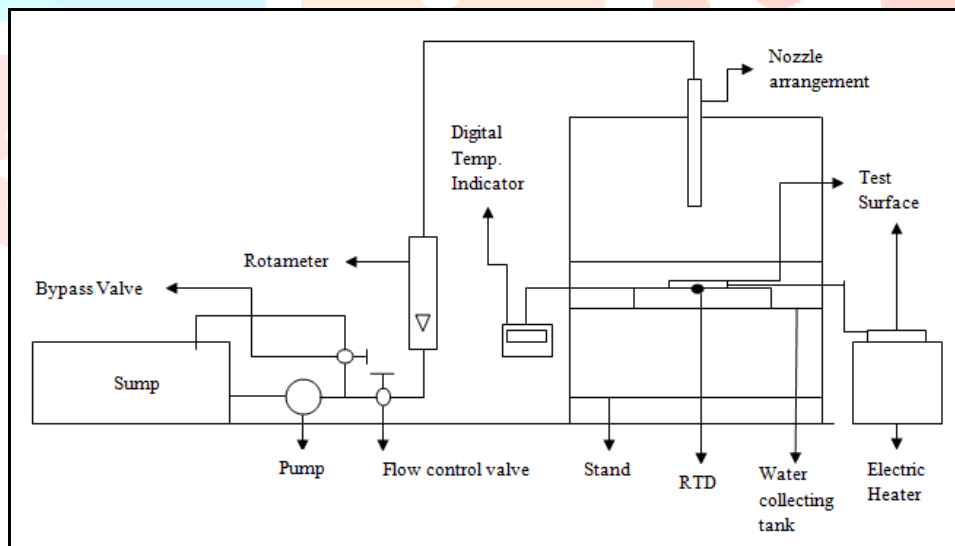 Nozzle
arrangement
Digital
Temp.
Indicator
Test
Surface
Rotameter
Bypass Valve
Sump
Pump
Flow control valve
Stand
RTD
Water
collecting
tank
Electric
Heater